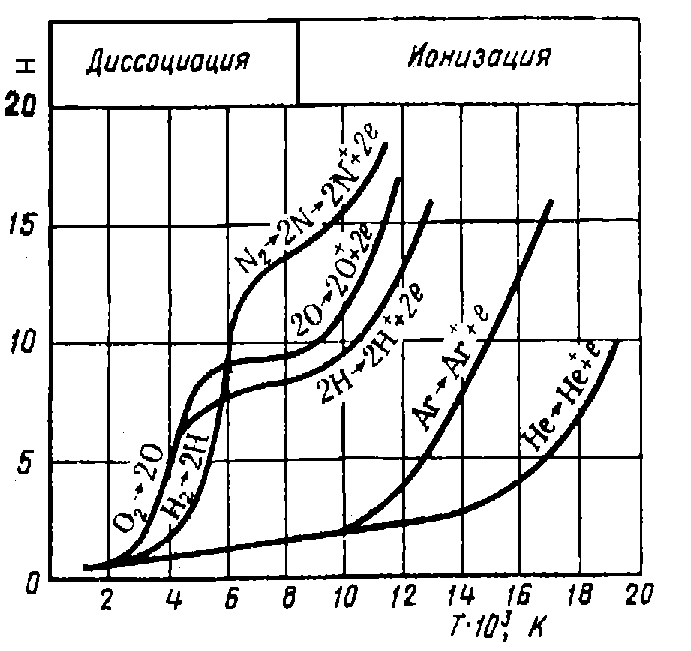 Диссоциация
Ионизация
H
20
15
10
5
0
N₂→2N→2N⁺+2e
2O→2O⁺+2e
2H→2H⁺+2e
Ar→Ar⁺+e
He→He⁺+e
O₂→2O
H₂→2H
2 4 6 8 10 12 14 16 18 20
T·10³, K